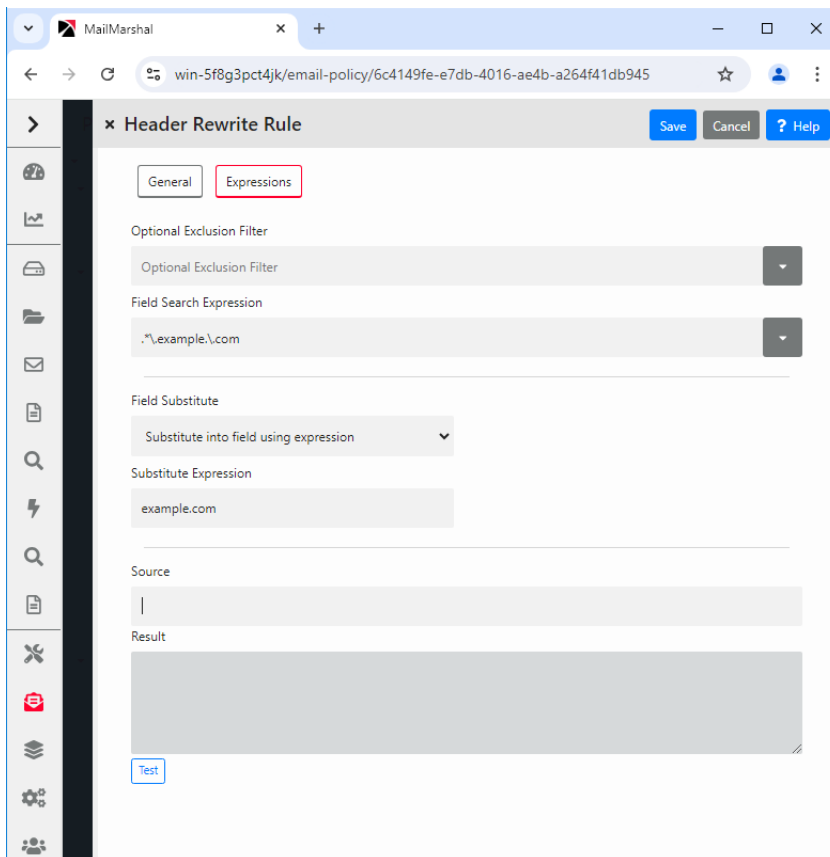 MailMarshal
win-5f8g3pct4jk/email-policy/6c4149fe-e7db-4016-ae4b-a264f41db945
Header Rewrite Rule
Save
Cancel
? Help
General
Expressions
Optional Exclusion Filter
Optional Exclusion Filter
Field Search Expression
.*\.example.\.com
Field Substitute
Substitute into field using expression
Substitute Expression
example.com
Source
Result
Test